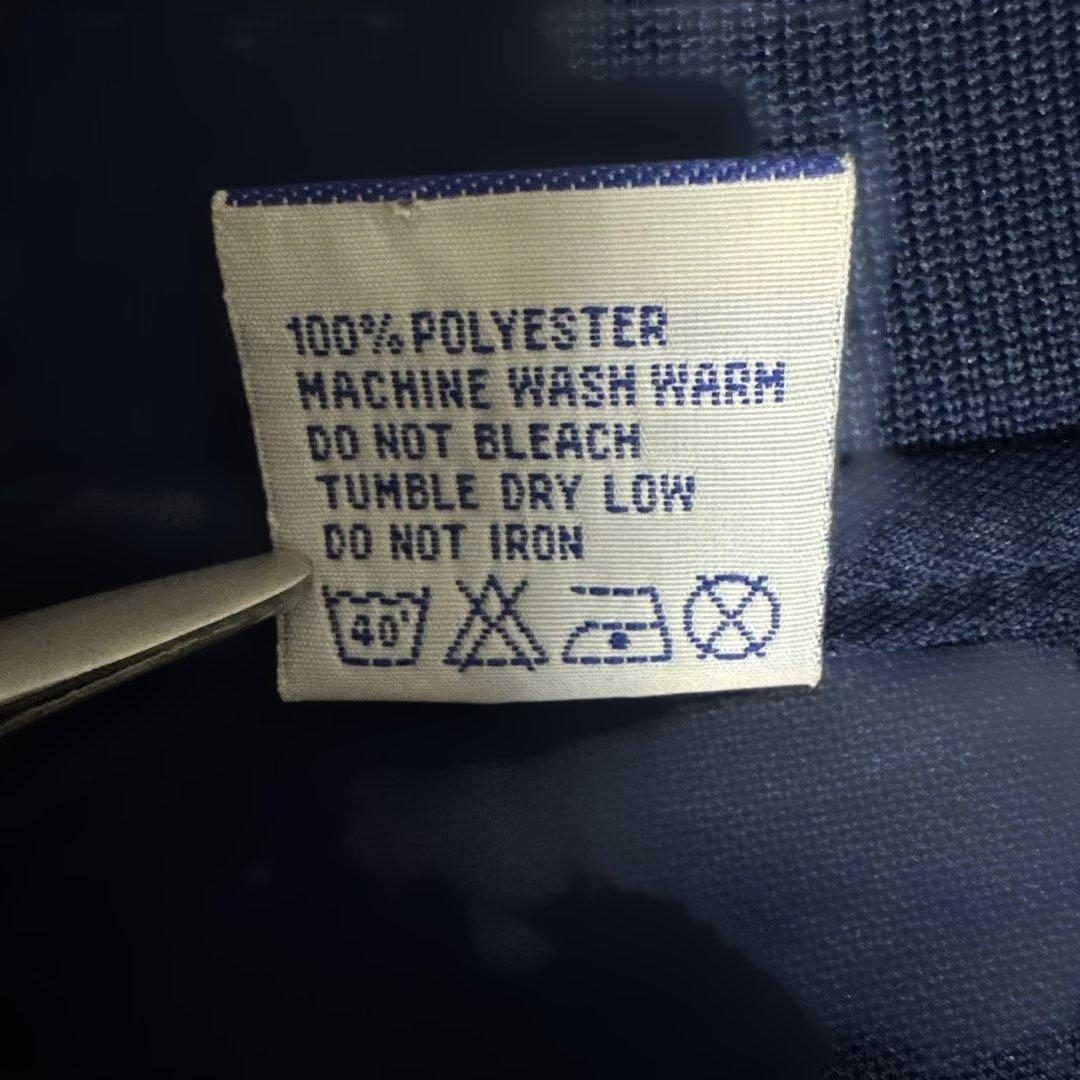 100% POLYESTER
MACHINE WASH WARM
DO NOT BLEACH
TUMBLE DRY LOW
DO NOT IRON
40°